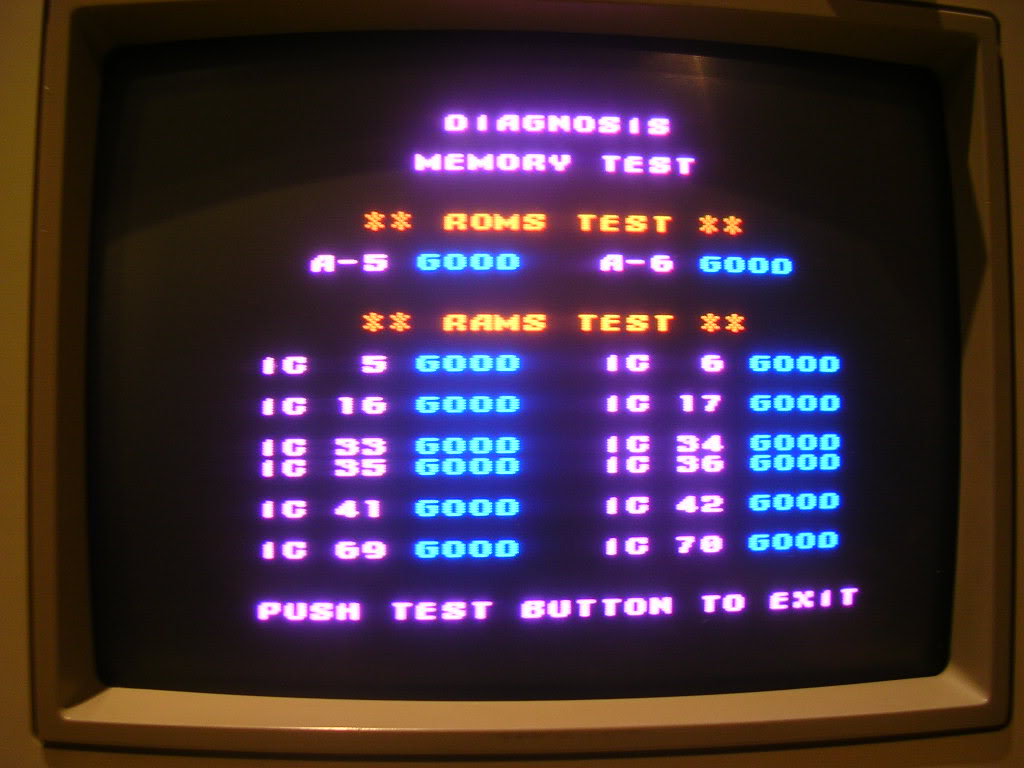 DIAGNOSIS
MEMORY TEST
** ROMS TEST **
A-5 GOOD A-6 GOOD
** RAMS TEST **
IC 5 GOOD IC 6 GOOD
IC 16 GOOD IC 17 GOOD
IC 33 GOOD IC 34 GOOD
IC 35 GOOD IC 36 GOOD
IC 41 GOOD IC 42 GOOD
IC 69 GOOD IC 70 GOOD
PUSH TEST BUTTON TO EXIT